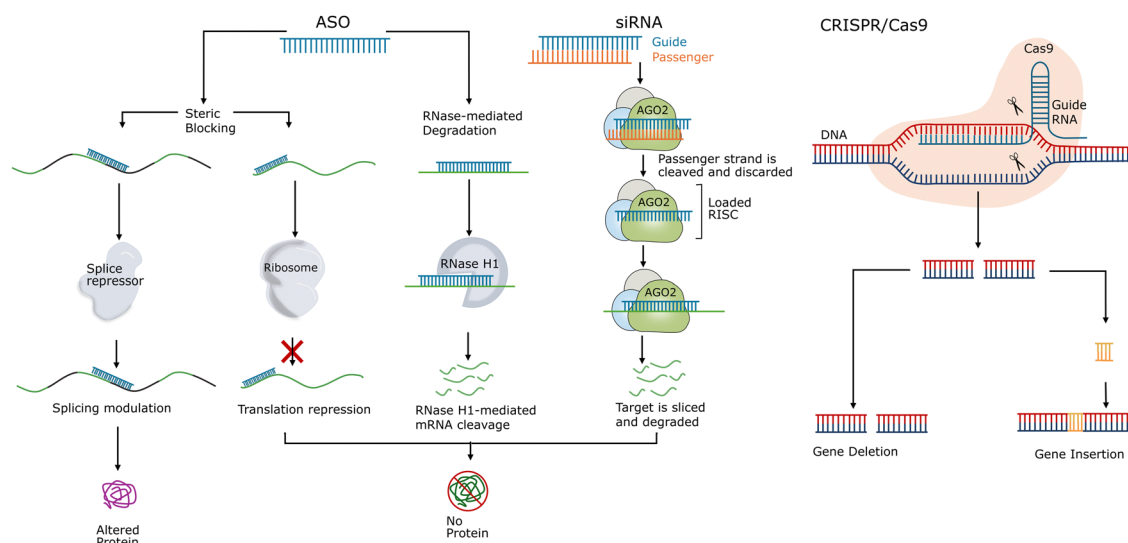 ASO
Steric
Blocking
RNase-mediated
Degradation
Splice
repressor
Ribosome
RNase H1
Splicing modulation
Translation repression
RNase H1-mediated
mRNA cleavage
Altered
Protein
No
Protein
siRNA
Guide
Passenger
AGO2
Passenger strand is
cleaved and discarded
AGO2
Loaded
RISC
AGO2
Target is sliced
and degraded
CRISPR/Cas9
Cas9
Guide
RNA
DNA
Gene Deletion
Gene Insertion